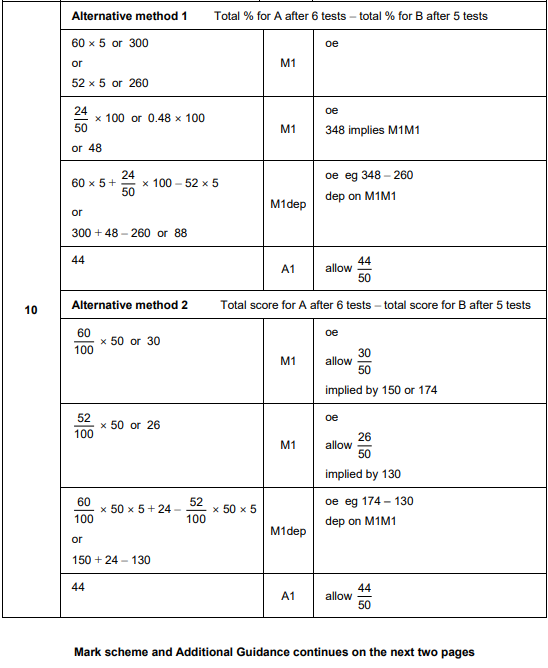 Alternative method 1 Total % for A after 6 tests – total % for B after 5 tests
60 × 5 or 300
or
52 × 5 or 260
M1
oe
24/50 × 100 or 0.48 × 100
or 48
M1
oe
348 implies M1M1
60 × 5 + 24/50 × 100 – 52 × 5
or
300 + 48 – 260 or 88
M1dep
oe eg 348 – 260
dep on M1M1
44
A1
allow 44/50
10
Alternative method 2 Total score for A after 6 tests – total score for B after 5 tests
60/100 × 50 or 30
M1
oe
allow 30/50
implied by 150 or 174
52/100 × 50 or 26
M1
oe
allow 26/50
implied by 130
60/100 × 50 × 5 + 24 – 52/100 × 50 × 5
or
150 + 24 – 130
M1dep
oe eg 174 – 130
dep on M1M1
44
A1
allow 44/50
Mark scheme and Additional Guidance continues on the next two pages